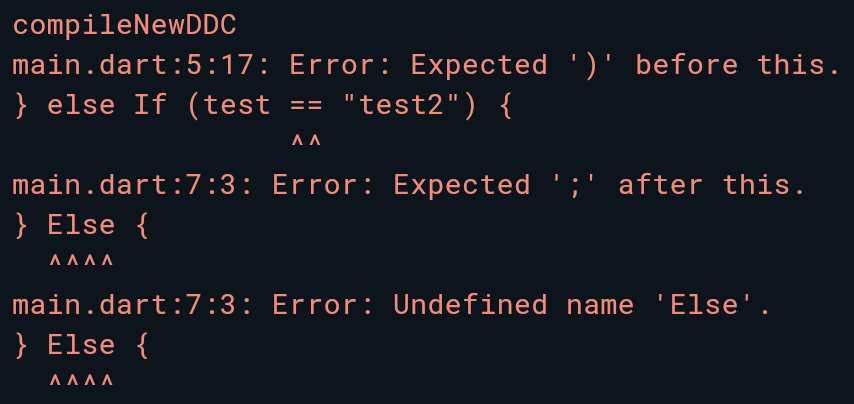 compileNewDDC
main.dart:5:17: Error: Expected ')' before this.
} else If (test == "test2") {
                ^^
main.dart:7:3: Error: Expected ';' after this.
} Else {
  ^^^^
main.dart:7:3: Error: Undefined name 'Else'.
} Else {
  ^^^^